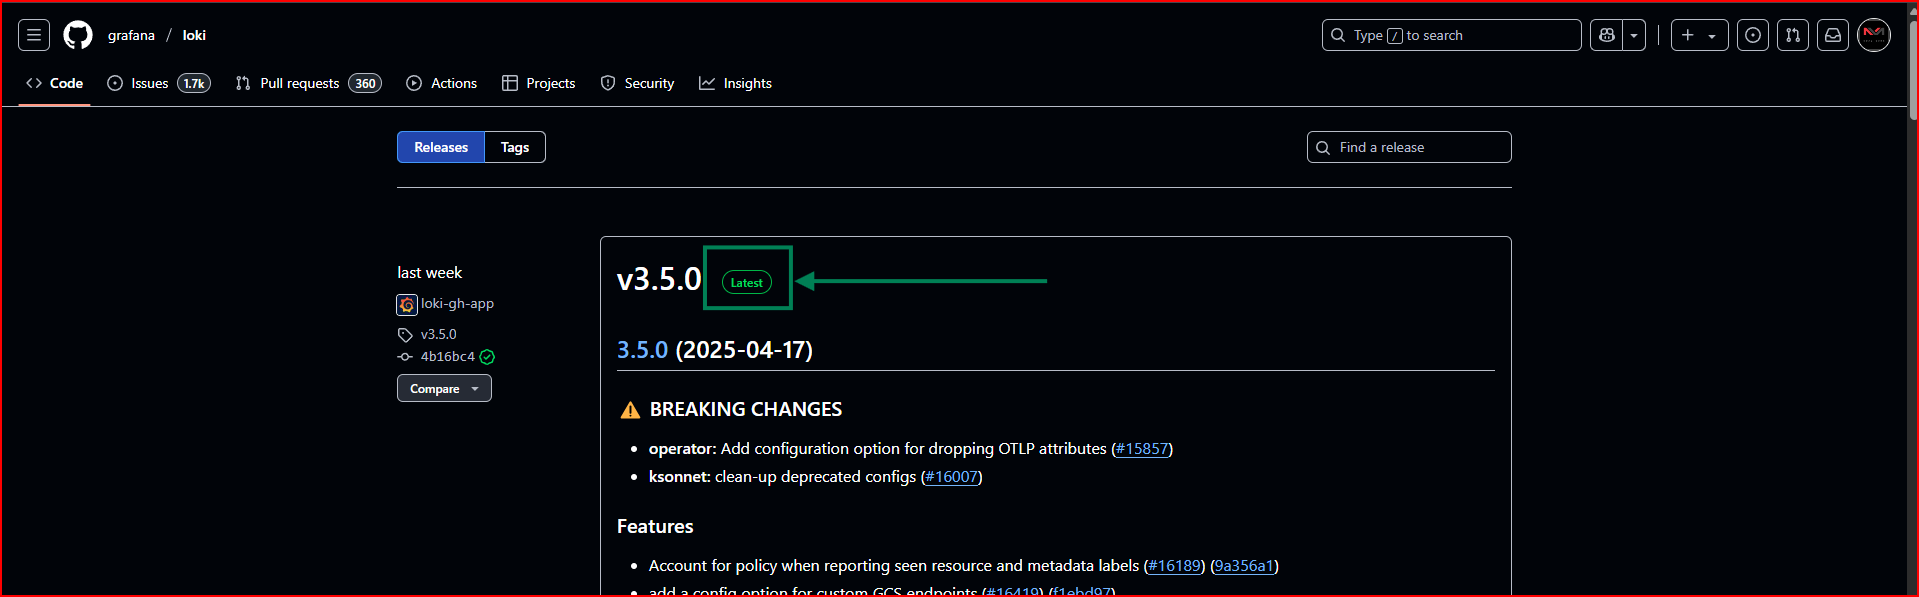 grafana / loki
Type / to search
Code Issues 1.7k Pull requests 360 Actions Projects Security Insights
Releases Tags
Find a release
last week
loki-gh-app
v3.5.0
4b16bc4
Compare
v3.5.0 Latest
3.5.0 (2025-04-17)
⚠️ BREAKING CHANGES
• operator: Add configuration option for dropping OTLP attributes (#15857)
• ksonnet: clean-up deprecated configs (#16007)
Features
• Account for policy when reporting seen resource and metadata labels (#16189) (9a356a1)
• add a config option for custom GCS endpoints (#16419) (f1ebd97)